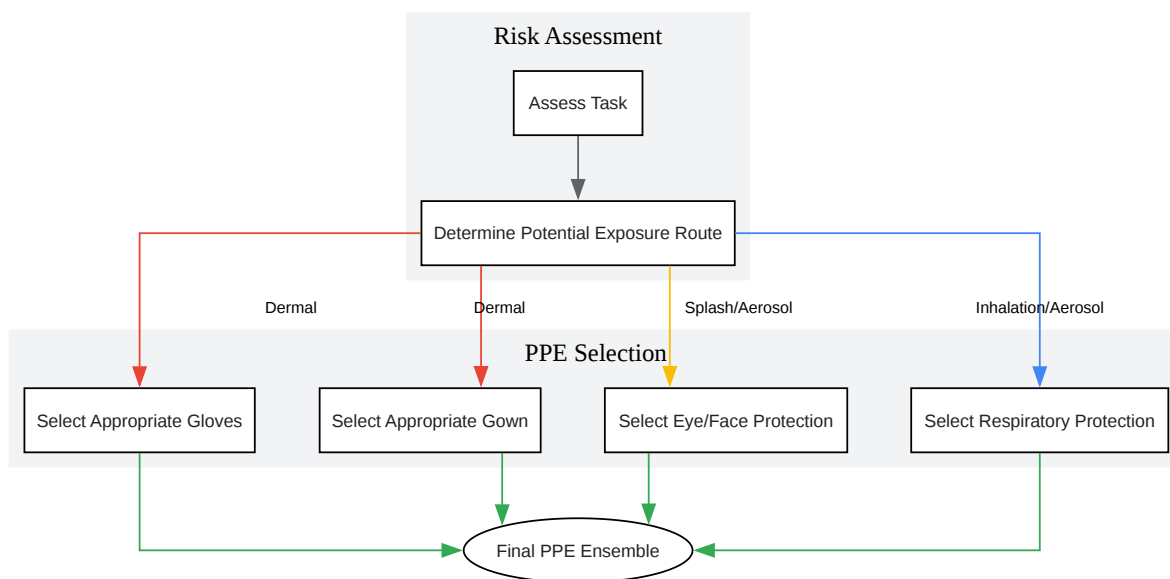 Risk Assessment
Assess Task
Determine Potential Exposure Route
Dermal
Dermal
Splash/Aerosol
Inhalation/Aerosol
PPE Selection
Select Appropriate Gloves
Select Appropriate Gown
Select Eye/Face Protection
Select Respiratory Protection
Final PPE Ensemble